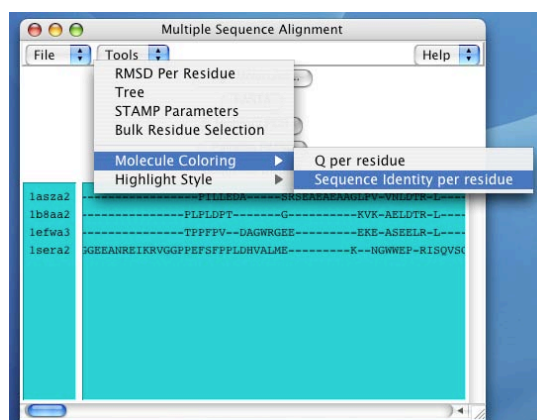 Multiple Sequence Alignment
File Tools Help
RMSD Per Residue
Tree
STAMP Parameters
Bulk Residue Selection
Molecule Coloring
Q per residue
Highlight Style
Sequence Identity per residue
1asza2 ----------------PILLEDA-----SRSEAEAEAAGLPV-VNLDTR-L----
1b8aa2 ---------------PLPLDPT------G---------KVK-AELDTR-L----
1efwa3 ---------------TPPFPV--DAGWRGEE---------EKE-ASEELR-L----
1sera2 GGEEANREIKRVGGPPEFSFPPLDHVALME---------K--NGWWEP-RISQVSG